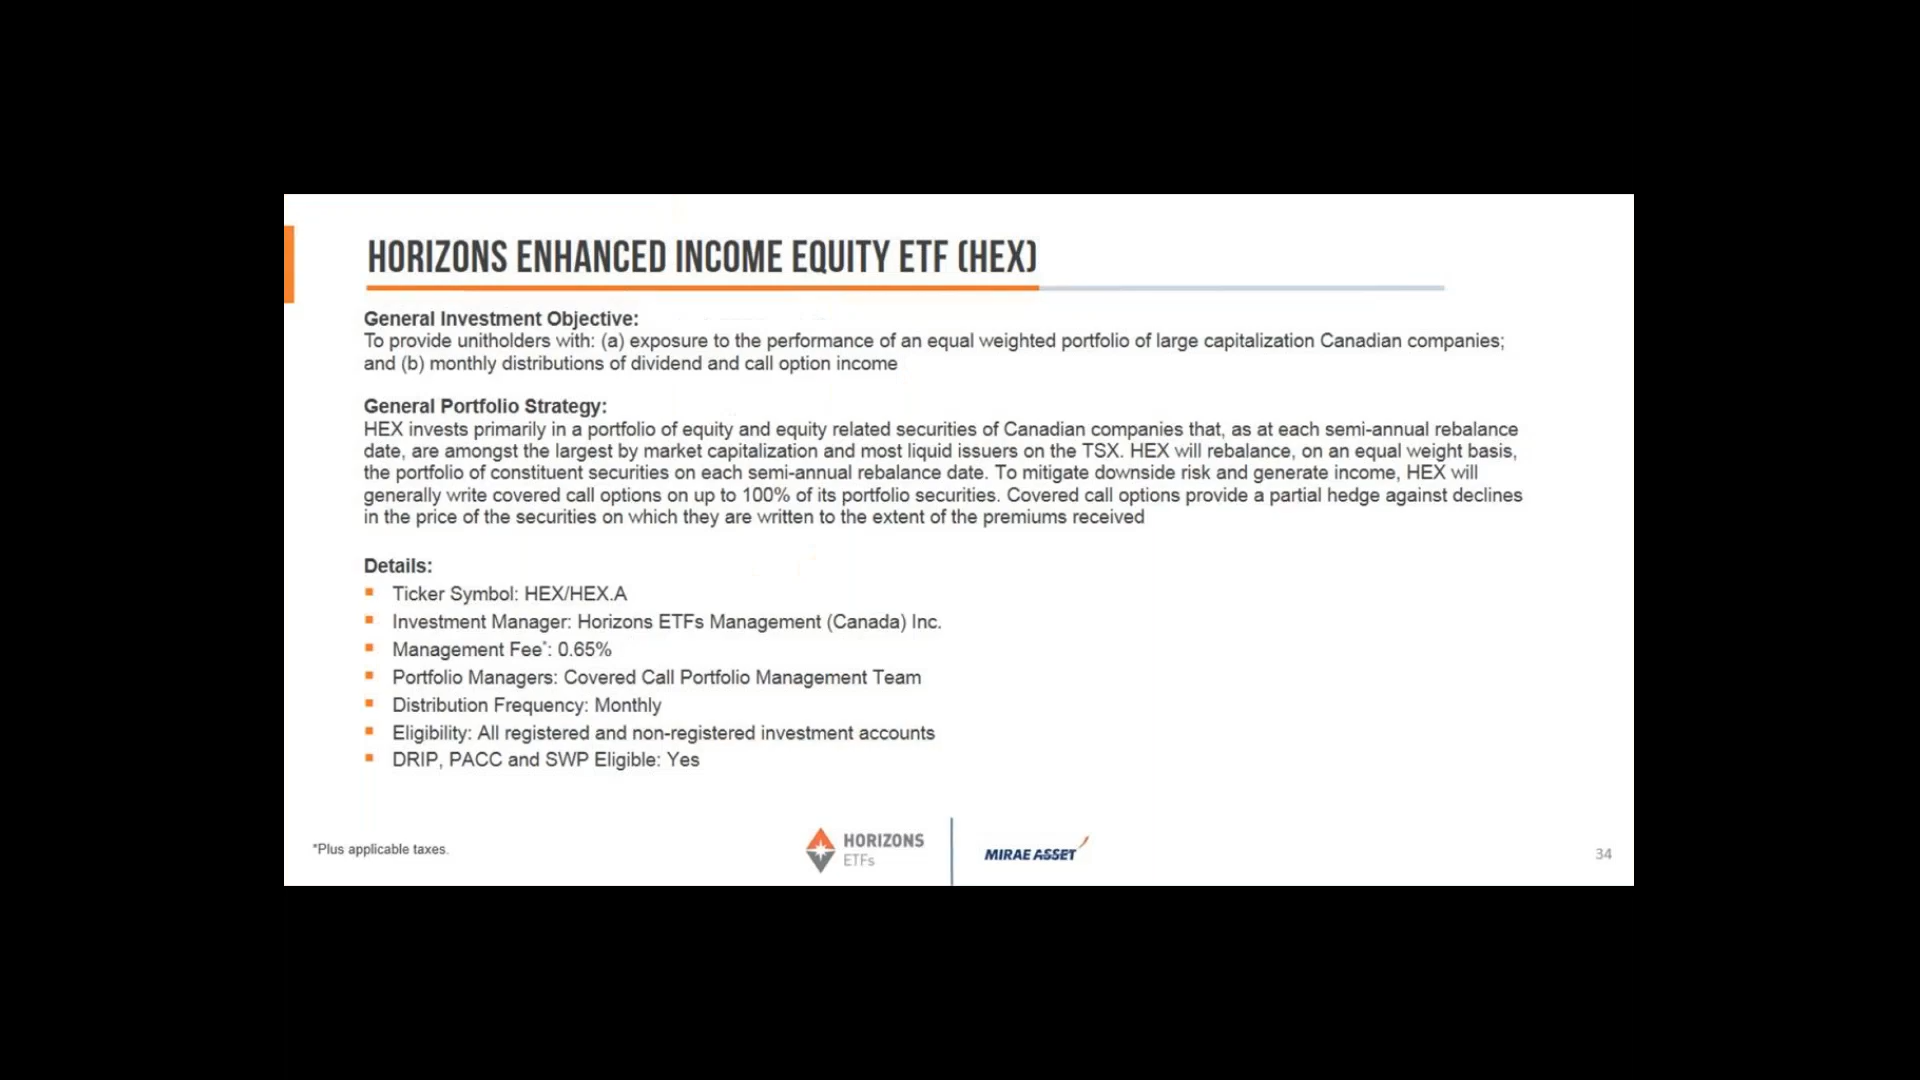 HORIZONS ENHANCED INCOME EQUITY ETF (HEX)
General Investment Objective:
To provide unitholders with: (a) exposure to the performance of an equal weighted portfolio of large capitalization Canadian companies;
and (b) monthly distributions of dividend and call option income
General Portfolio Strategy:
HEX invests primarily in a portfolio of equity and equity related securities of Canadian companies that, as at each semi-annual rebalance
date, are amongst the largest by market capitalization and most liquid issuers on the TSX. HEX will rebalance, on an equal weight basis,
the portfolio of constituent securities on each semi-annual rebalance date. To mitigate downside risk and generate income, HEX will
generally write covered call options on up to 100% of its portfolio securities. Covered call options provide a partial hedge against declines
in the price of the securities on which they are written to the extent of the premiums received
Details:
▪ Ticker Symbol: HEX/HEX.A
▪ Investment Manager: Horizons ETFs Management (Canada) Inc.
▪ Management Fee*: 0.65%
▪ Portfolio Managers: Covered Call Portfolio Management Team
▪ Distribution Frequency: Monthly
▪ Eligibility: All registered and non-registered investment accounts
▪ DRIP, PACC and SWP Eligible: Yes
*Plus applicable taxes.
HORIZONS
ETFs
MIRAE ASSET
34